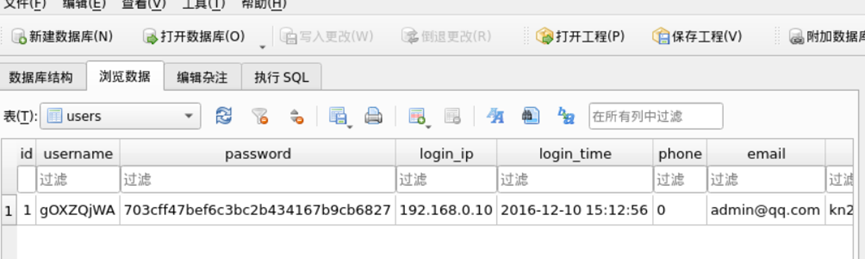 文件(F) 编辑(E) 查看(V) 工具(T) 帮助(H)
新建数据库(N) 打开数据库(O) 写入更改(W) 倒退更改(R) 打开工程(P) 保存工程(V) 附加数据库
数据库结构 浏览数据 编辑杂注 执行 SQL
表(T): users 在所有列中过滤
id username password login_ip login_time phone email
过滤 过滤 过滤 过滤 过滤 过滤 过滤
1 1 gOXZQjWA 703cff47bef6c3bc2b434167b9cb6827 192.168.0.10 2016-12-10 15:12:56 0 admin@qq.com kn2